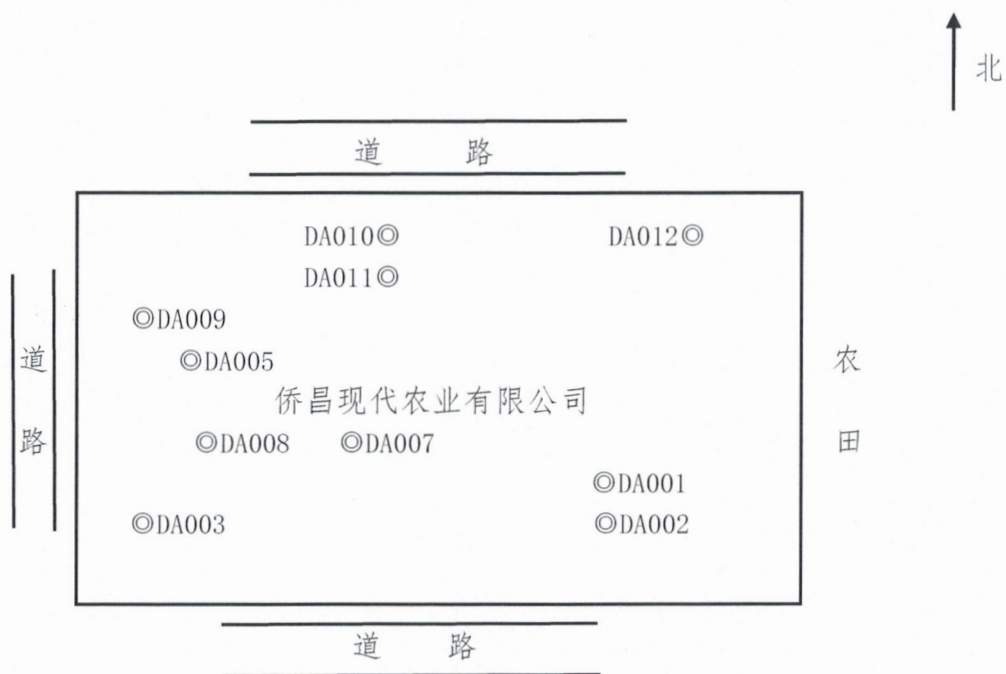 北
道 路
DA010◎ DA012◎
DA011◎
◎DA009
道路
◎DA005
农田
侨昌现代农业有限公司
◎DA008 ◎DA007
◎DA001
◎DA003 ◎DA002
道 路